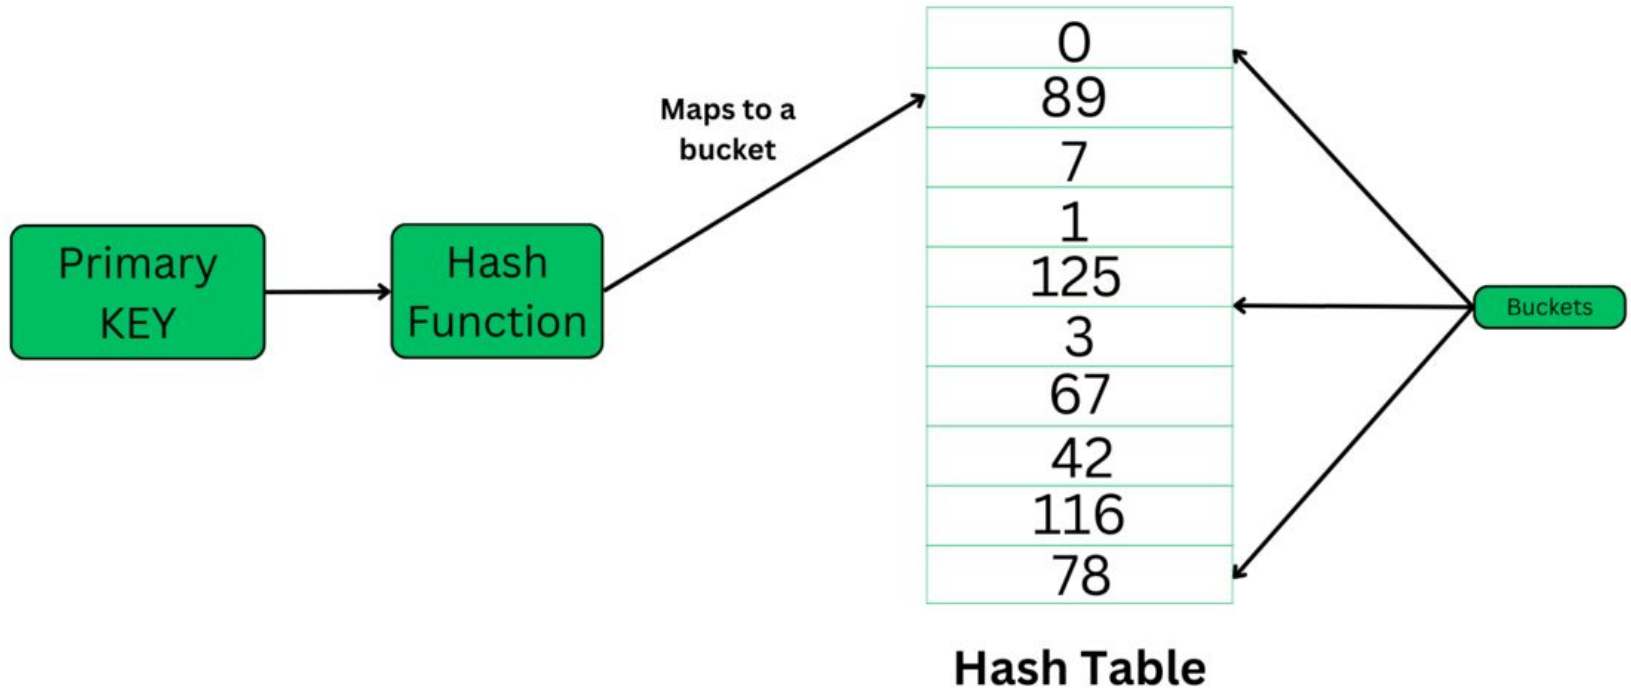 Primary
KEY
Hash
Function
Maps to a
bucket
0
89
7
1
125
3
67
42
116
78
Buckets
Hash Table